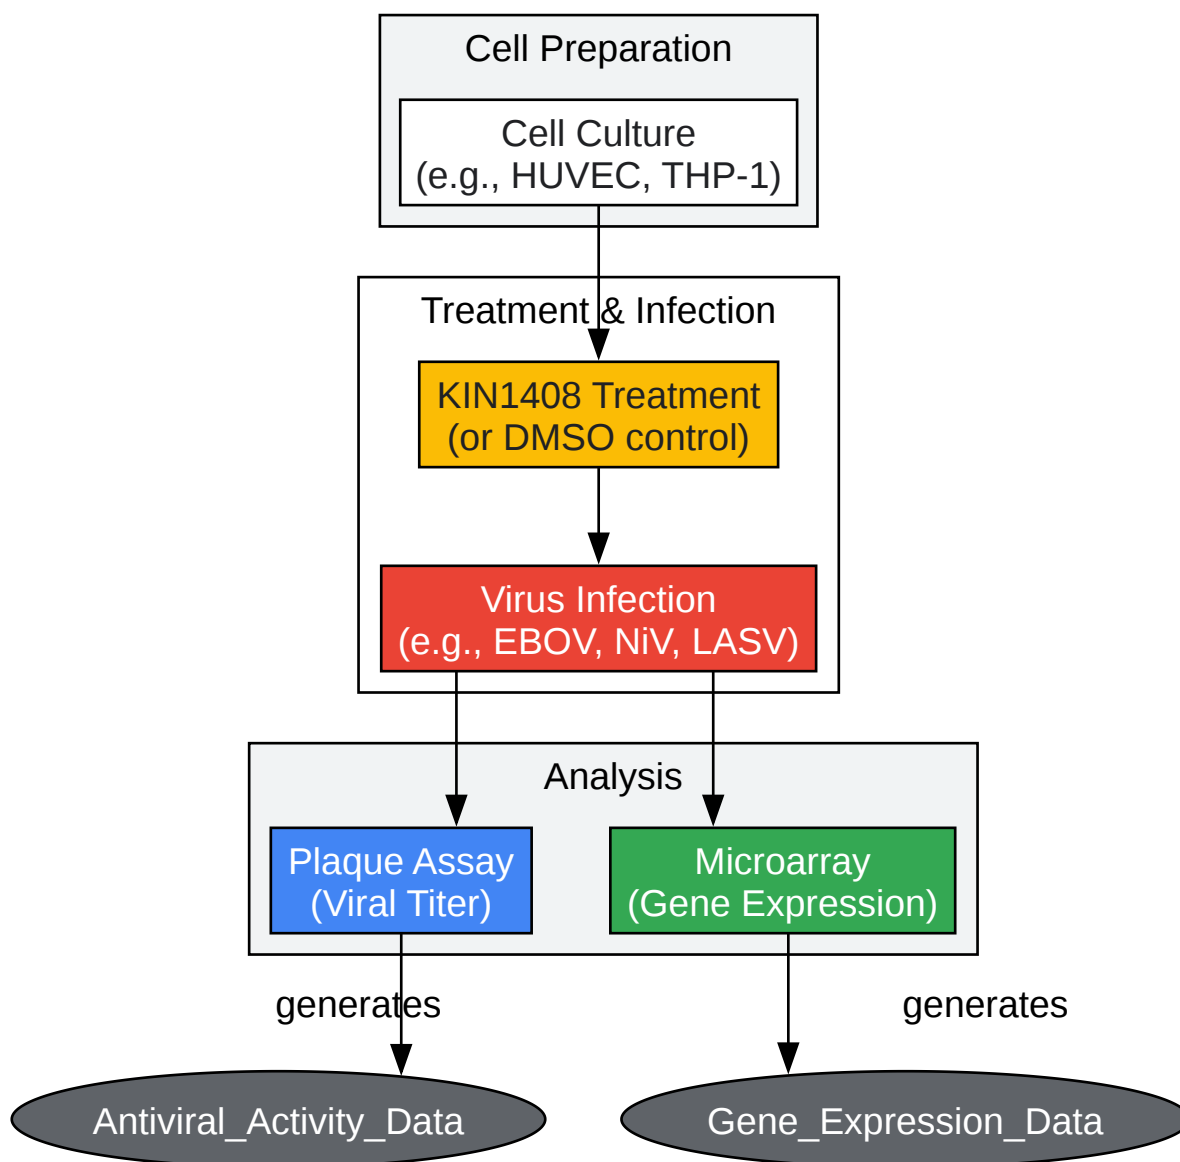 Cell Preparation
Cell Culture
(e.g., HUVEC, THP-1)
Treatment & Infection
KIN1408 Treatment
(or DMSO control)
Virus Infection
(e.g., EBOV, NiV, LASV)
Analysis
Plaque Assay
(Viral Titer)
Microarray
(Gene Expression)
generates
generates
Antiviral_Activity_Data
Gene_Expression_Data